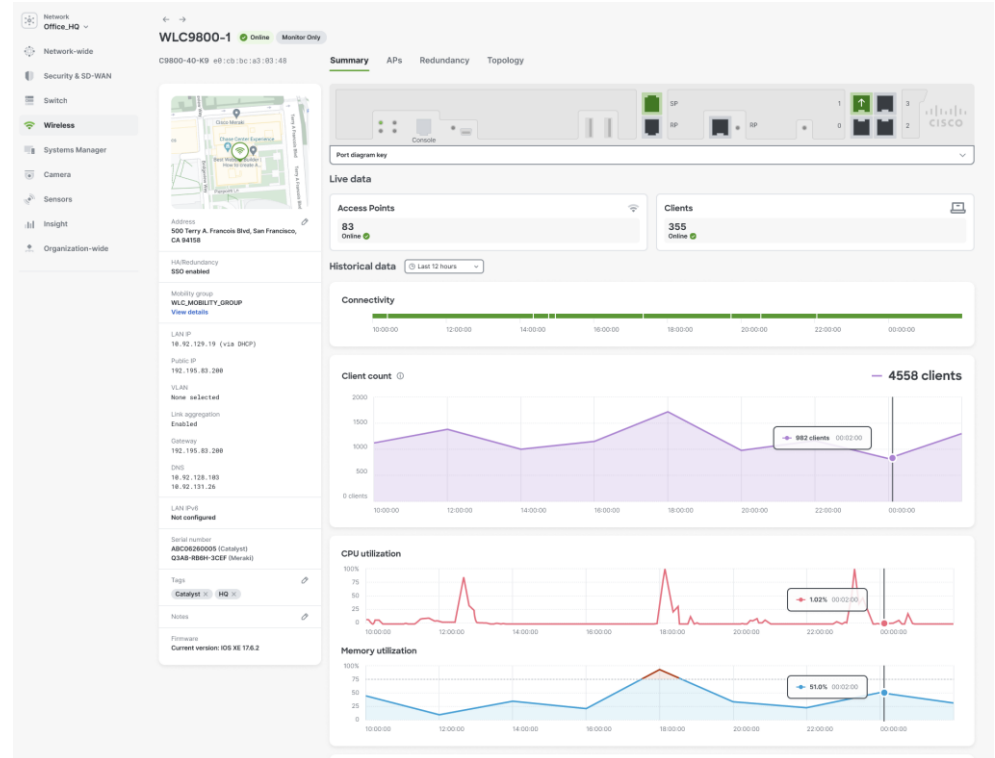 Network
Office_HQ
Network-wide
Security & SD-WAN
Switch
Wireless
Systems Manager
Camera
Sensors
Insight
Organization-wide
WLC9800-1 Online Monitor Only
C9800-40-K9 e0:cb:bc:a3:03:48
Summary APs Redundancy Topology
Cisco Meraki
Chase Center Experience
Terry A Francois Blvd
Terry A Francois Blvd
Address
500 Terry A. Francois Blvd, San Francisco,
CA 94158
HA/Redundancy
SSO enabled
Mobility group
WLC_MOBILITY_GROUP
View details
LAN IP
10.92.129.19 (via DHCP)
Public IP
192.195.83.200
VLAN
None selected
Link aggregation
Enabled
Gateway
192.195.83.200
DNS
10.92.128.103
10.92.131.26
LAN IPv6
Not configured
Serial number
ABC06260005 (Catalyst)
Q3AB-RB6H-3CEF (Meraki)
Tags
Catalyst × HQ ×
Notes
Firmware
Current version: IOS XE 17.6.2
Console
SP
RP
RP
1 3
0 2
CISCO
Port diagram key
Live data
Access Points
83
Online
Clients
355
Online
Historical data Last 12 hours
Connectivity
10:00:00 12:00:00 14:00:00 16:00:00 18:00:00 20:00:00 22:00:00 00:00:00
Client count
4558 clients
2000
1500
1000
500
0 clients
982 clients 00:02:00
10:00:00 12:00:00 14:00:00 16:00:00 18:00:00 20:00:00 22:00:00 00:00:00
CPU utilization
100%
75
50
25
0
1.02% 00:02:00
10:00:00 12:00:00 14:00:00 16:00:00 18:00:00 20:00:00 22:00:00 00:00:00
Memory utilization
100%
75
50
25
0
51.0% 00:02:00
10:00:00 12:00:00 14:00:00 16:00:00 18:00:00 20:00:00 22:00:00 00:00:00